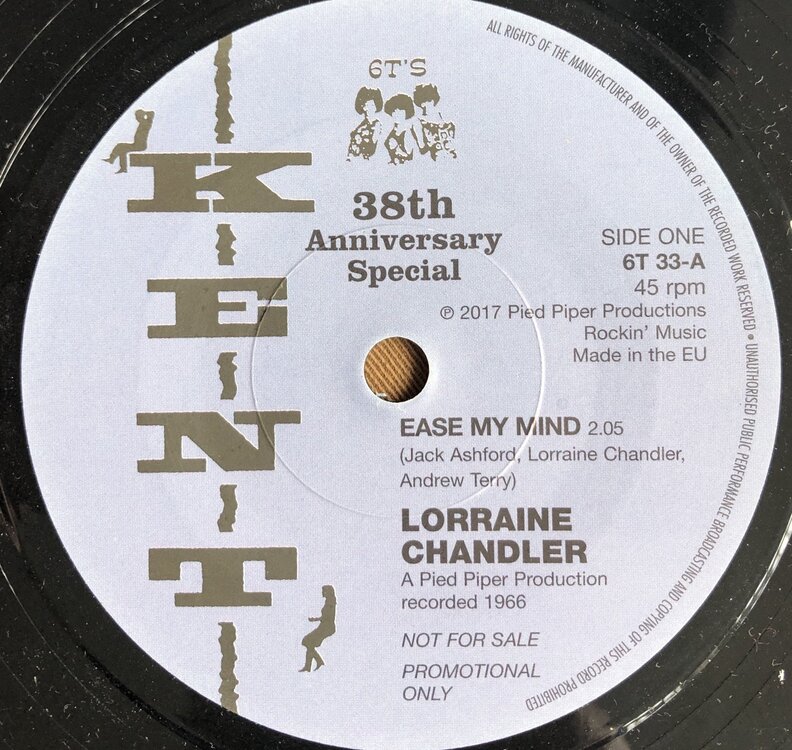 KENT
6T'S
38th
Anniversary
Special
SIDE ONE
6T 33-A
45 rpm
℗ 2017 Pied Piper Productions
Rockin' Music
Made in the EU
EASE MY MIND 2.05
(Jack Ashford, Lorraine Chandler,
Andrew Terry)
LORRAINE
CHANDLER
A Pied Piper Production
recorded 1966
NOT FOR SALE
PROMOTIONAL
ONLY
ALL RIGHTS OF THE MANUFACTURER AND OF THE OWNER OF THE RECORDED WORK RESERVED • UNAUTHORISED PUBLIC PERFORMANCE BROADCASTING AND COPYING OF THIS RECORD PROHIBITED